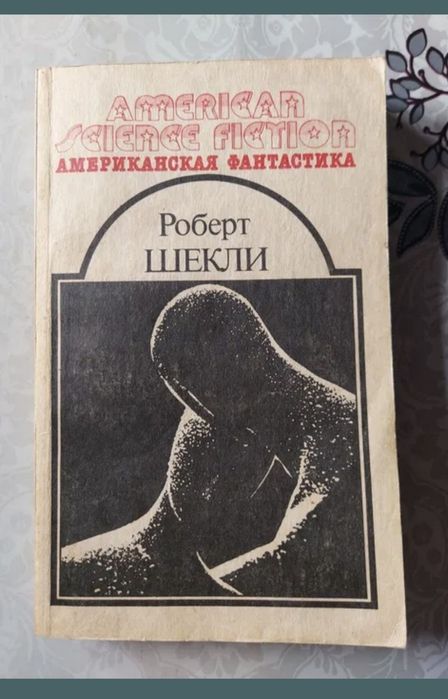 AMERICAN
SCIENCE FICTION
АМЕРИКАНСКАЯ ФАНТАСТИКА
Роберт
ШЕКЛИ